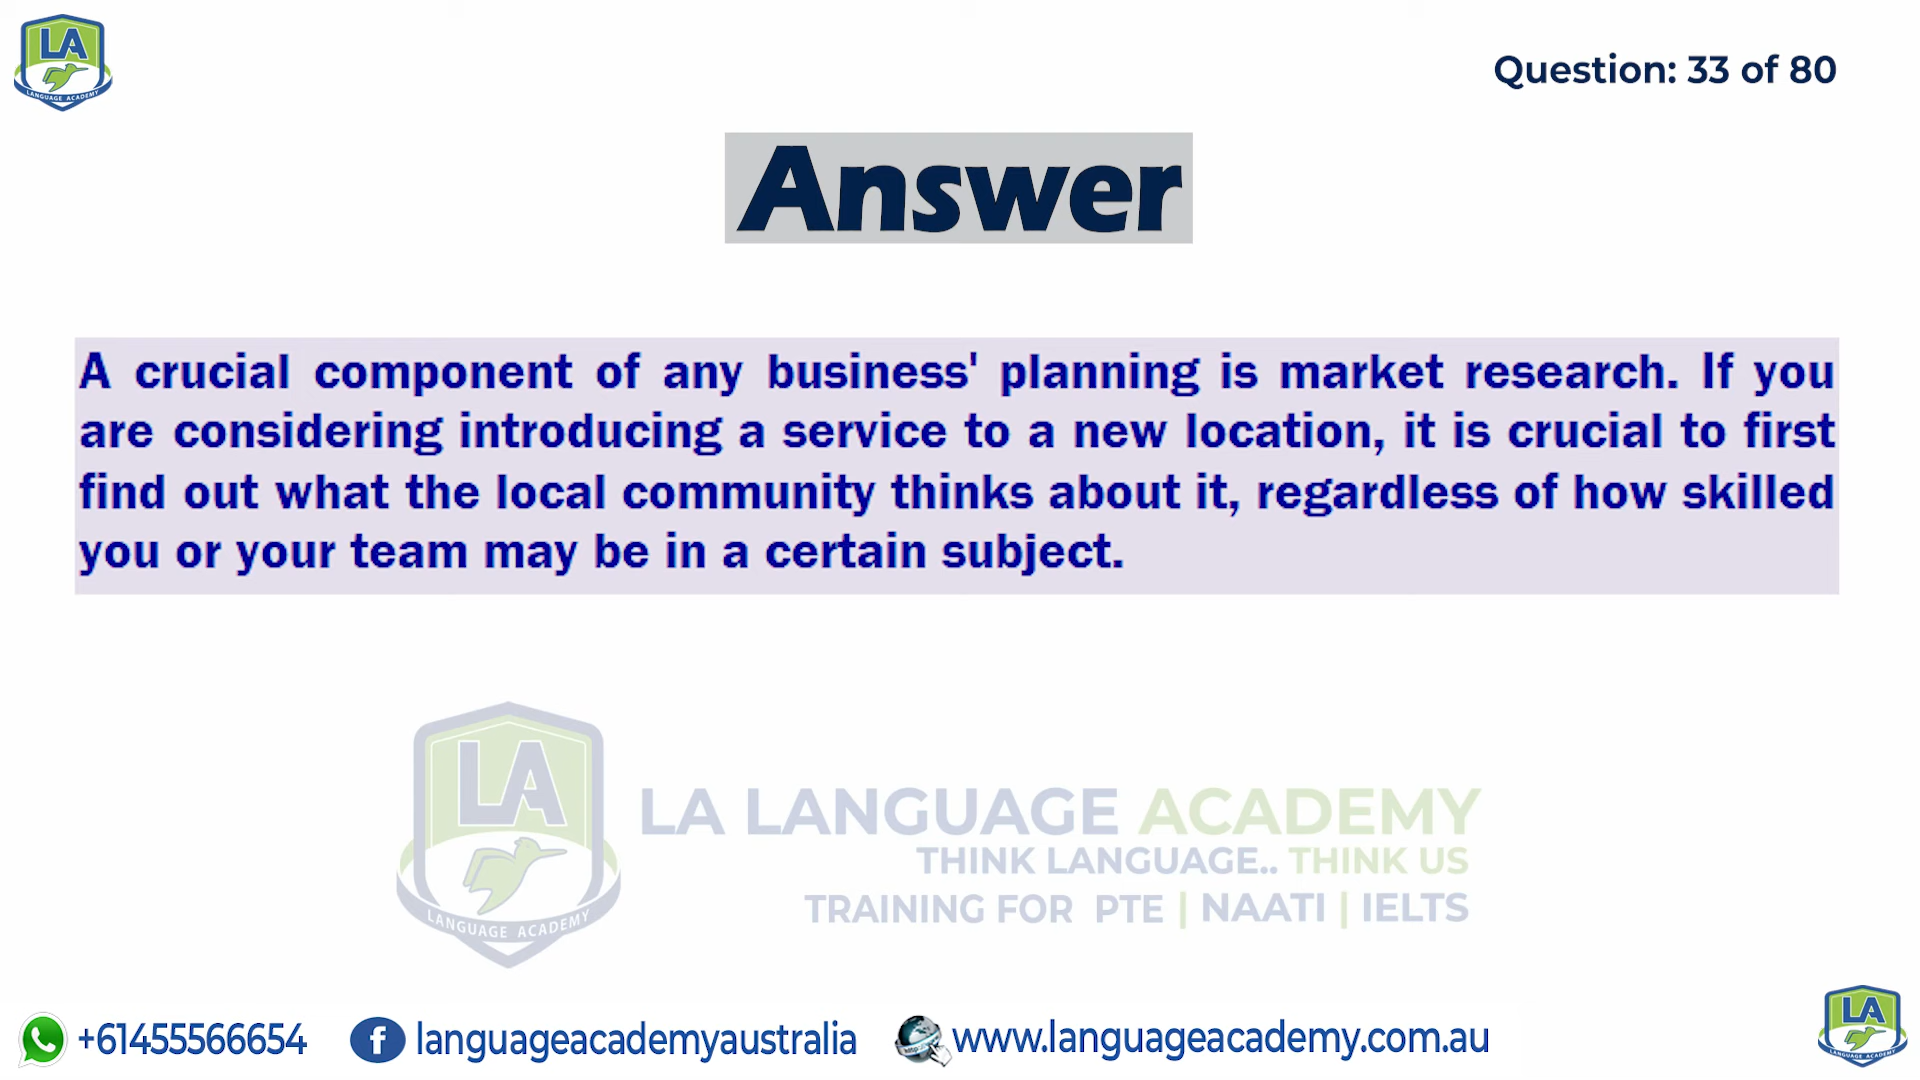 LA
LANGUAGE ACADEMY
Question: 33 of 80
Answer
A crucial component of any business' planning is market research. If you
are considering introducing a service to a new location, it is crucial to first
find out what the local community thinks about it, regardless of how skilled
you or your team may be in a certain subject.
LA
LANGUAGE ACADEMY
LA LANGUAGE ACADEMY
THINK LANGUAGE.. THINK US
TRAINING FOR PTE | NAATI | IELTS
+61455566654
languageacademyaustralia
http
www.languageacademy.com.au
LA
LANGUAGE ACADEMY